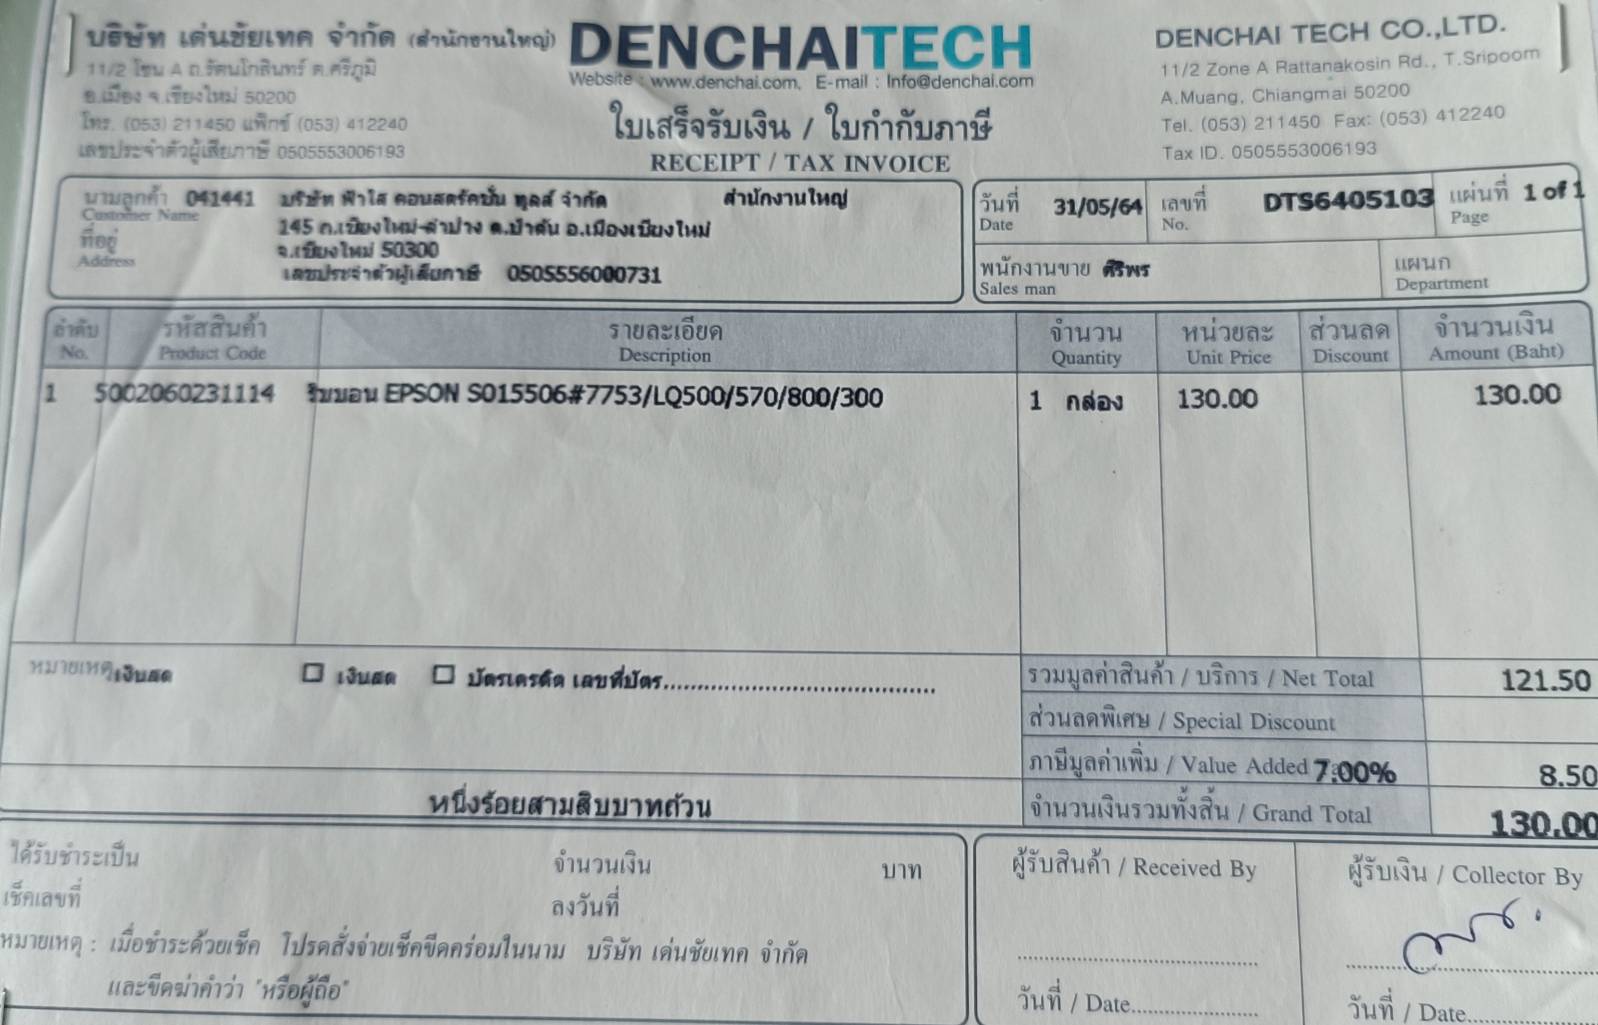 บริษัท เด่นชัยเทค จำกัด (สำนักงานใหญ่)
11/2 โซน A ถ.รัตนโกสินทร์ ต.ศรีภูมิ
อ.เมือง จ.เชียงใหม่ 50200
โทร. (053) 211450 แฟ็กซ์ (053) 412240
เลขประจำตัวผู้เสียภาษี 0505553006193
DENCHAITECH
Website : www.denchai.com, E-mail : Info@denchai.com
ใบเสร็จรับเงิน / ใบกำกับภาษี
RECEIPT / TAX INVOICE
DENCHAI TECH CO.,LTD.
11/2 Zone A Rattanakosin Rd., T.Sripoom
A.Muang, Chiangmai 50200
Tel. (053) 211450 Fax: (053) 412240
Tax ID. 0505553006193
นามลูกค้า 041441 บริษัท ฟ้าใส คอนสตรัคชั่น ทูลส์ จำกัด สำนักงานใหญ่
Customer Name
145 ถ.เชียงใหม่-ลำปาง ต.ป่าตัน อ.เมืองเชียงใหม่
ที่อยู่ จ.เชียงใหม่ 50300
Address เลขประจำตัวผู้เสียภาษี 0505556000731
วันที่ 31/05/64 เลขที่ DTS6405103 แผ่นที่ 1 of 1
Date No. Page
พนักงานขาย ศิริพร แผนก
Sales man Department
ลำดับ รหัสสินค้า รายละเอียด จำนวน หน่วยละ ส่วนลด จำนวนเงิน
No. Product Code Description Quantity Unit Price Discount Amount (Baht)
1 5002060231114 ริบบอน EPSON S015506#7753/LQ500/570/800/300 1 กล่อง 130.00 130.00
หมายเหตุ เงินสด เงินสด บัตรเครดิต เลขที่บัตร........................................
รวมมูลค่าสินค้า / บริการ / Net Total 121.50
ส่วนลดพิเศษ / Special Discount
ภาษีมูลค่าเพิ่ม / Value Added 7.00% 8.50
หนึ่งร้อยสามสิบบาทถ้วน จำนวนเงินรวมทั้งสิ้น / Grand Total 130.00
ได้รับชำระเป็น จำนวนเงิน บาท
เช็คเลขที่ ลงวันที่
หมายเหตุ : เมื่อชำระด้วยเช็ค โปรดสั่งจ่ายเช็คขีดคร่อมในนาม บริษัท เด่นชัยเทค จำกัด
และขีดฆ่าคำว่า "หรือผู้ถือ"
ผู้รับสินค้า / Received By
วันที่ / Date....................
ผู้รับเงิน / Collector By
วันที่ / Date....................